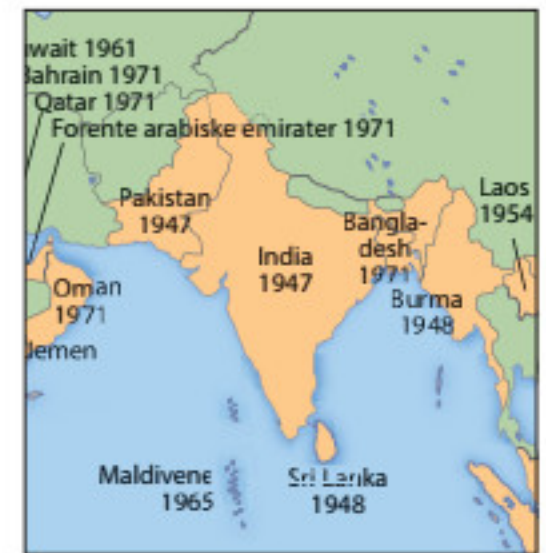 wait 1961
Bahrain 1971
Qatar 1971
Forente arabiske emirater 1971
Laos
1954
Pakistan
1947
Bangla-
desh
1971
India
1947
Oman
1971
Burma
1948
Jemen
Maldivene
1965
Sri Lanka
1948